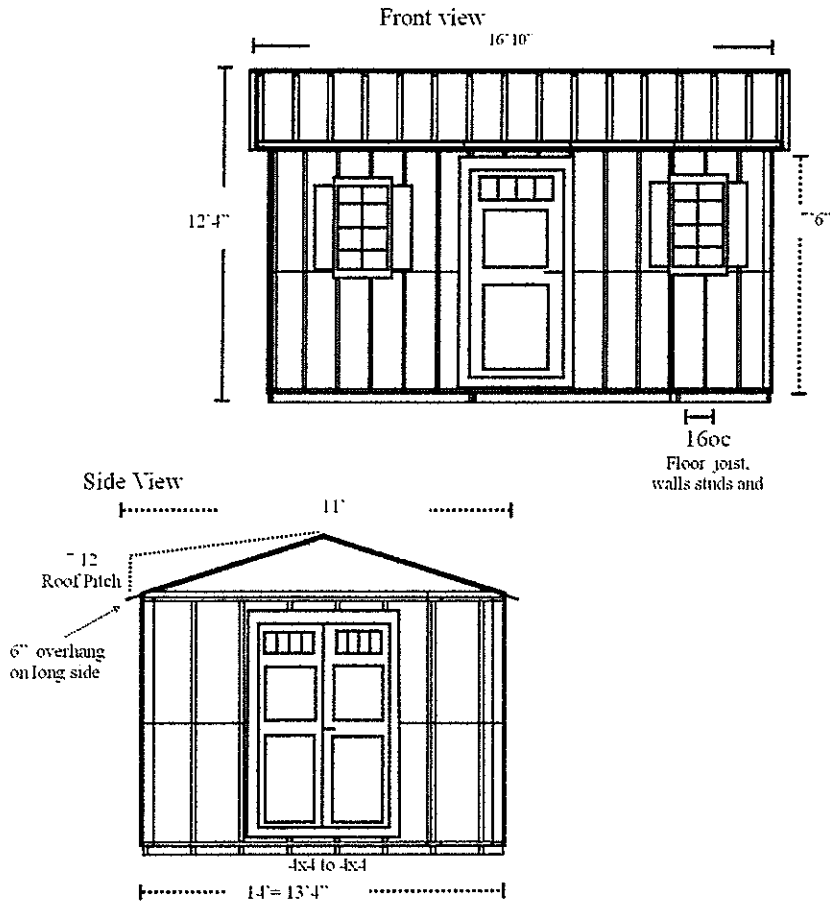 Front view
16'10"
12'4"
6"
16oc
Floor joist,
walls studs and
Side View
11'
12
Roof Pitch
6" overhang
on long side
4x4 to 4x4
14'= 13'4"